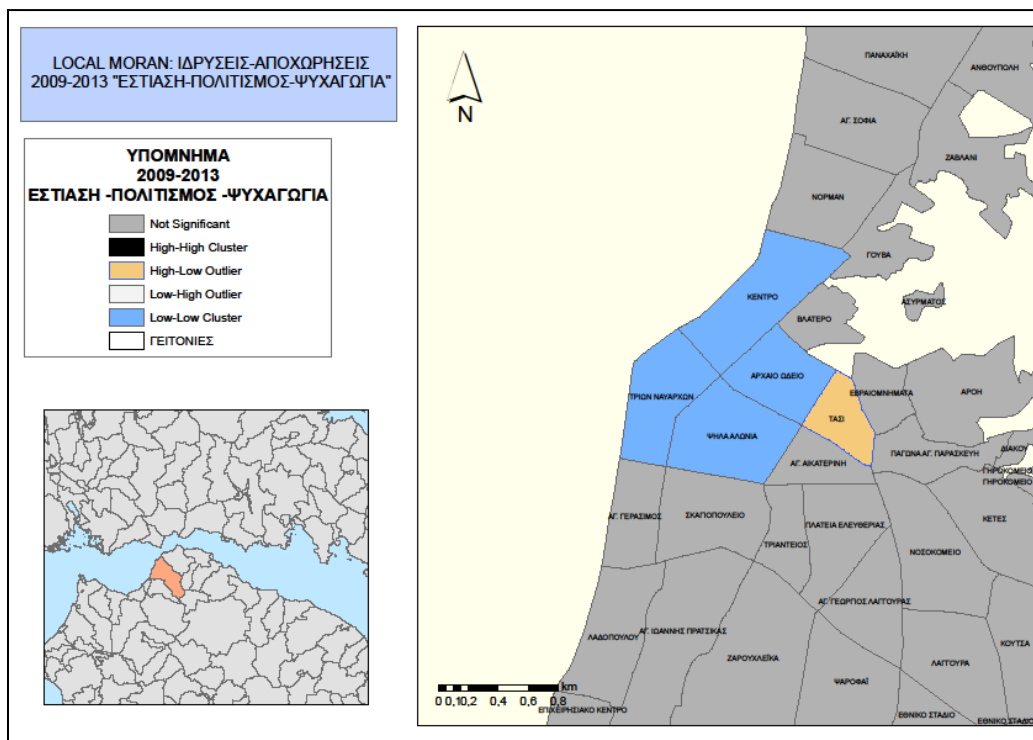 LOCAL MORAN: ΙΔΡΥΣΕΙΣ-ΑΠΟΧΩΡΗΣΕΙΣ
2009-2013 "ΕΣΤΙΑΣΗ-ΠΟΛΙΤΙΣΜΟΣ-ΨΥΧΑΓΩΓΙΑ"
ΥΠΟΜΝΗΜΑ
2009-2013
ΕΣΤΙΑΣΗ -ΠΟΛΙΤΙΣΜΟΣ -ΨΥΧΑΓΩΓΙΑ
Not Significant
High-High Cluster
High-Low Outlier
Low-High Outlier
Low-Low Cluster
ΓΕΙΤΟΝΙΕΣ
N
ΠΑΝΑΧΑΪΚΗ
ΑΝΘΟΥΠΟΛΗ
ΑΓ. ΣΟΦΙΑ
ΖΑΒΛΑΝΙ
ΝΟΡΜΑΝ
ΓΟΥΒΑ
ΚΕΝΤΡΟ
ΑΣΥΡΜΑΤΟΣ
ΒΛΑΤΕΡΟ
ΑΡΧΑΙΟ ΩΔΕΙΟ
ΕΒΡΑΙΟΜΝΗΜΑΤΑ
ΑΡΟΗ
ΤΡΙΩΝ ΝΑΥΑΡΧΩΝ
ΤΑΣΙ
ΨΗΛΑ ΑΛΩΝΙΑ
ΠΑΓΩΝΑ ΑΓ. ΠΑΡΑΣΚΕΥΗ
ΔΙΑΚΟΥ
ΑΓ. ΑΙΚΑΤΕΡΙΝΗ
ΓΗΡΟΚΟΜΕΙΟ
ΓΗΡΟΚΟΜΕΙΟ
ΑΓ. ΓΕΡΑΣΙΜΟΣ
ΣΚΑΓΙΟΠΟΥΛΕΙΟ
ΠΛΑΤΕΙΑ ΕΛΕΥΘΕΡΙΑΣ
ΚΕΤΕΣ
ΤΡΙΑΝΤΕΙΟΣ
ΝΟΣΟΚΟΜΕΙΟ
ΑΓ. ΓΕΩΡΓΙΟΣ ΛΑΓΓΟΥΡΑΣ
ΛΑΔΟΠΟΥΛΟΥ
ΑΓ. ΙΩΑΝΝΗΣ ΠΡΑΤΣΙΚΑΣ
ΚΟΥΤΣΑ
ΖΑΡΟΥΧΛΕΪΚΑ
ΛΑΓΓΟΥΡΑ
ΨΑΡΟΦΑΪ
km
0 0,10,2 0,4 0,6 0,8
ΕΠΙΧΕΙΡΗΣΙΑΚΟ ΚΕΝΤΡΟ
ΕΘΝΙΚΟ ΣΤΑΔΙΟ
ΕΘΝΙΚΟ ΣΤΑΔΙΟ